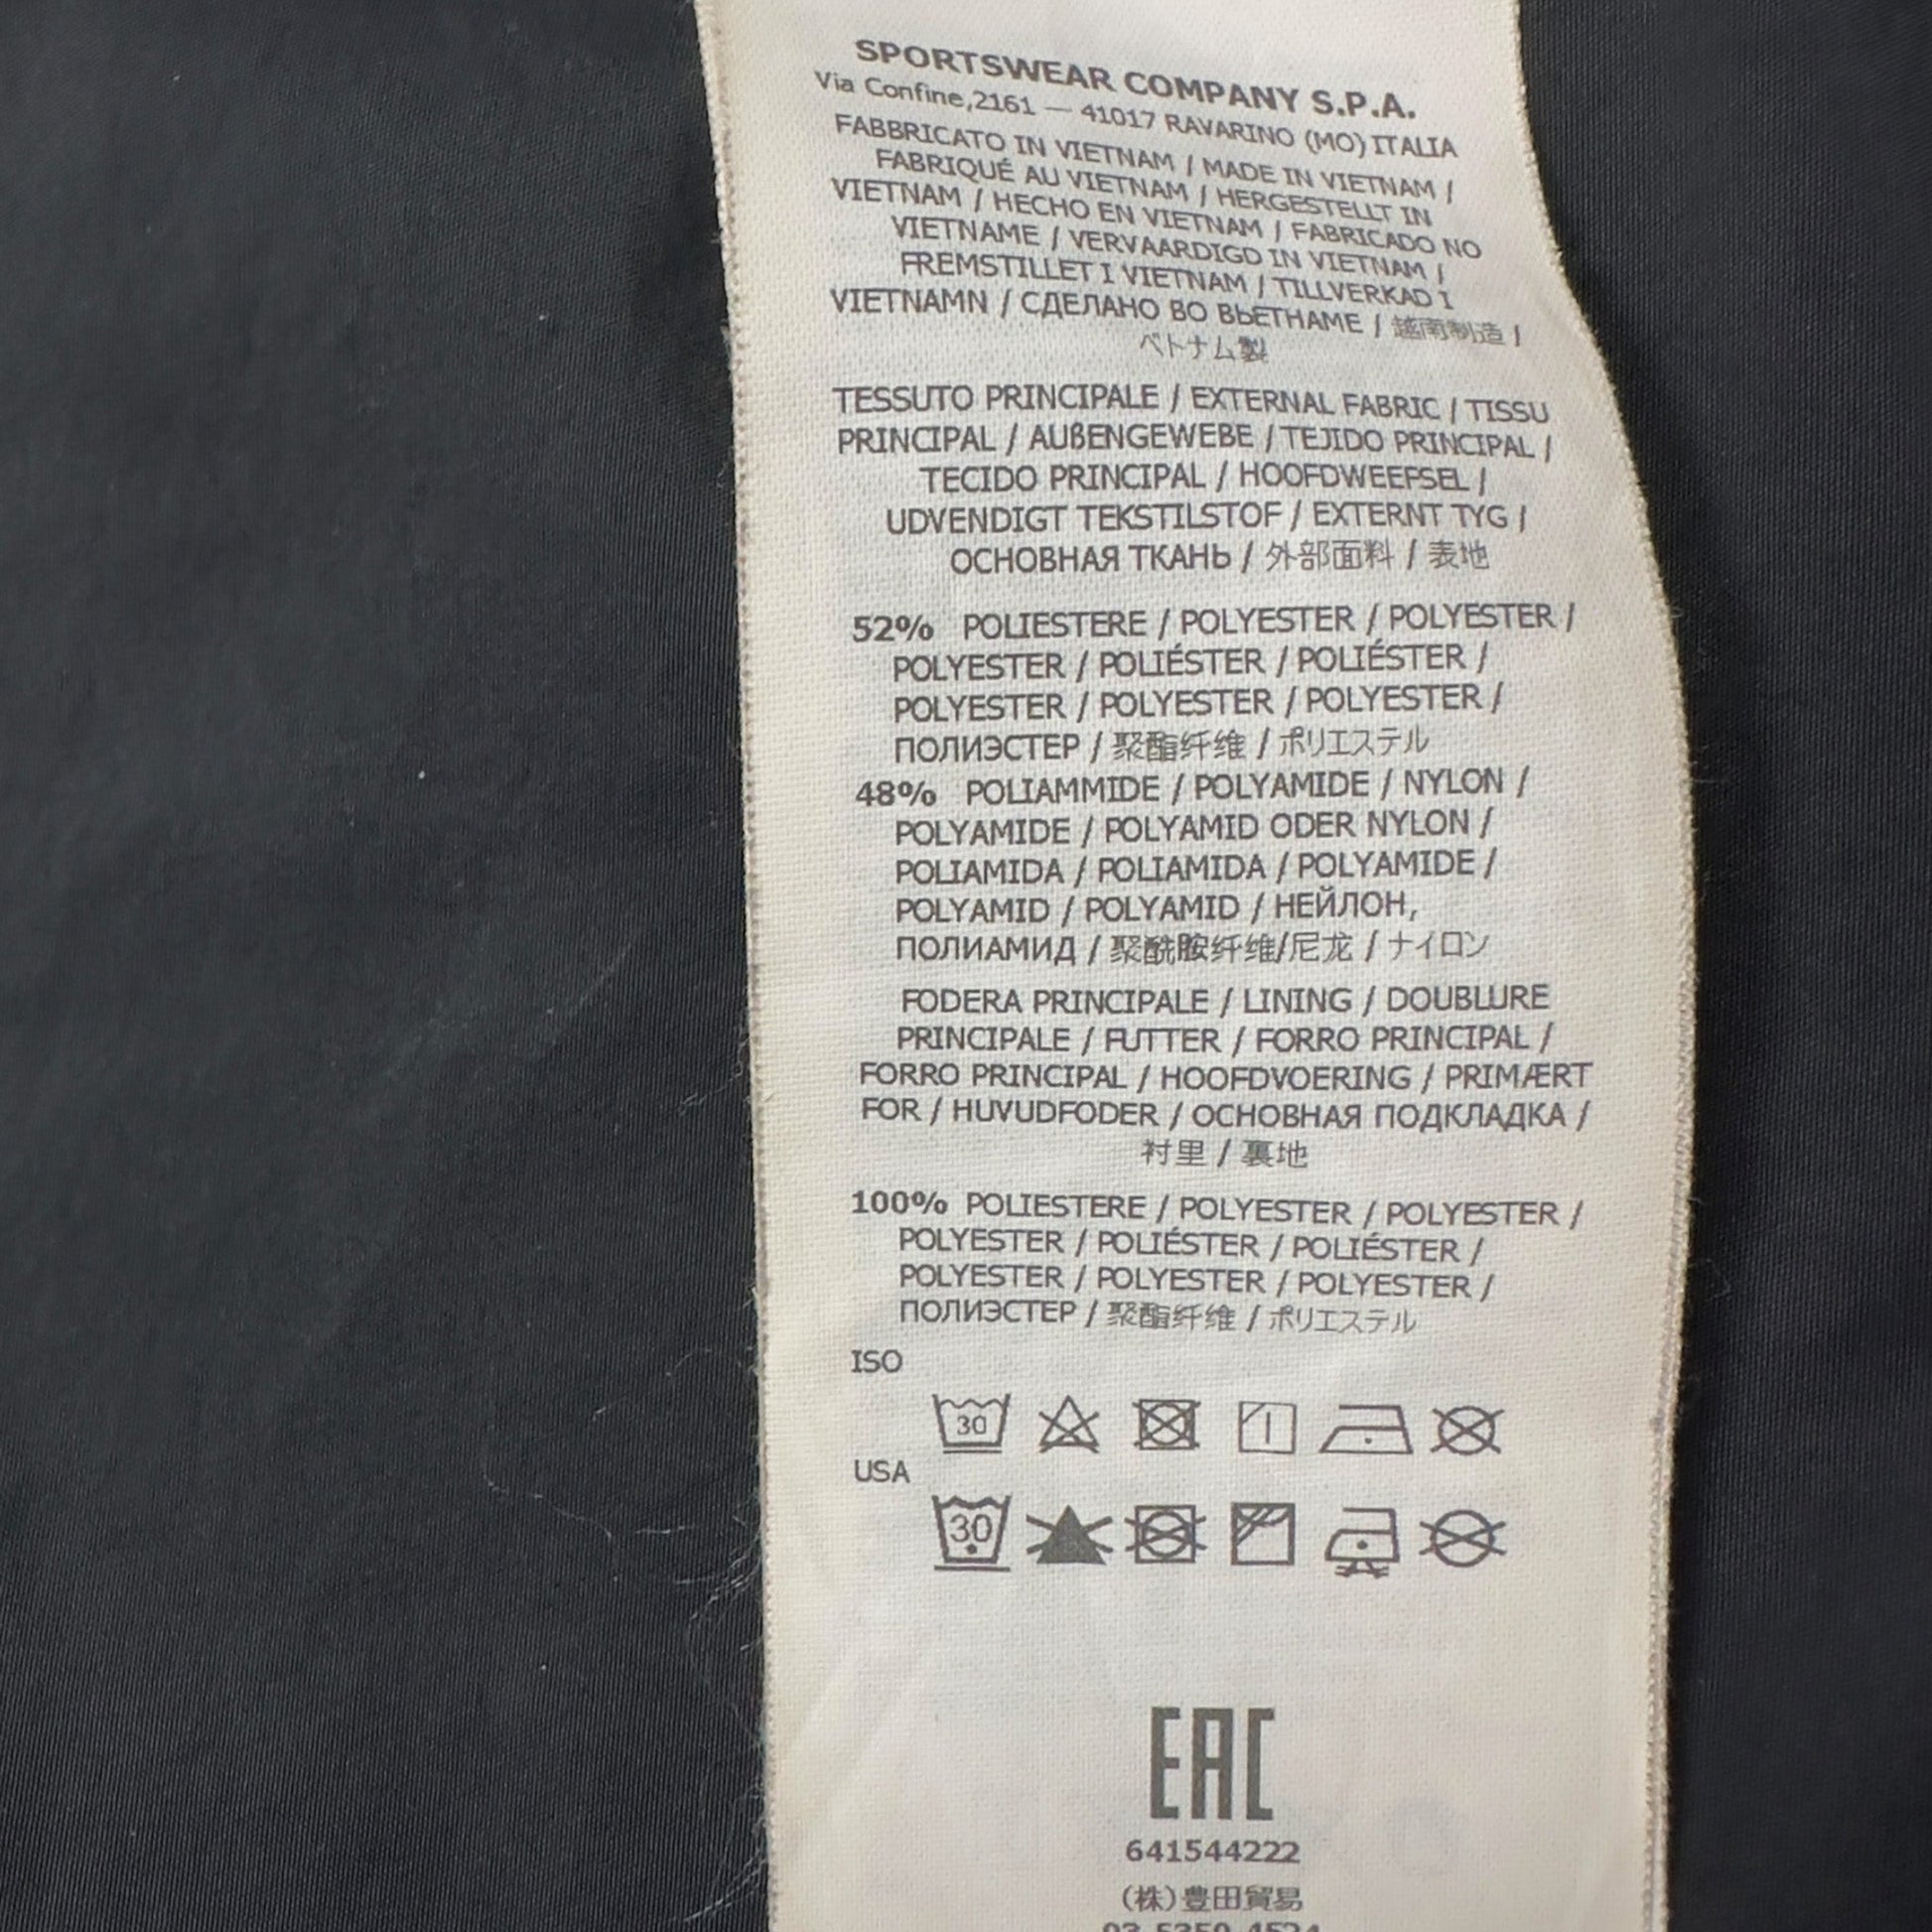 SPORTSWEAR COMPANY S.P.A.
Via Confine,2161 — 41017 RAVARINO (MO) ITALIA
FABBRICATO IN VIETNAM / MADE IN VIETNAM /
FABRIQUÉ AU VIETNAM / HERGESTELLT IN
VIETNAM / HECHO EN VIETNAM / FABRICADO NO
VIETNAME / VERVAARDIGD IN VIETNAM /
FREMSTILLET I VIETNAM / TILLVERKAD I
VIETNAMN / СДЕЛАНО ВО ВЬЕТНАМЕ / 越南制造 /
ベトナム製
TESSUTO PRINCIPALE / EXTERNAL FABRIC / TISSU
PRINCIPAL / AUßENGEWEBE / TEJIDO PRINCIPAL /
TECIDO PRINCIPAL / HOOFDWEEFSEL /
UDVENDIGT TEKSTILSTOF / EXTERNT TYG /
ОСНОВНАЯ ТКАНЬ / 外部面料 / 表地
52% POLIESTERE / POLYESTER / POLYESTER /
POLYESTER / POLIÉSTER / POLIÉSTER /
POLYESTER / POLYESTER / POLYESTER /
ПОЛИЭСТЕР / 聚酯纤维 / ポリエステル
48% POLIAMMIDE / POLYAMIDE / NYLON /
POLYAMIDE / POLYAMID ODER NYLON /
POLIAMIDA / POLIAMIDA / POLYAMIDE /
POLYAMID / POLYAMID / НЕЙЛОН,
ПОЛИАМИД / 聚酰胺纤维/尼龙 / ナイロン
FODERA PRINCIPALE / LINING / DOUBLURE
PRINCIPALE / FUTTER / FORRO PRINCIPAL /
FORRO PRINCIPAL / HOOFDVOERING / PRIMÆRT
FOR / HUVUDFODER / ОСНОВНАЯ ПОДКЛАДКА /
衬里 / 裏地
100% POLIESTERE / POLYESTER / POLYESTER /
POLYESTER / POLIÉSTER / POLIÉSTER /
POLYESTER / POLYESTER / POLYESTER /
ПОЛИЭСТЕР / 聚酯纤维 / ポリエステル
ISO
30
USA
30
EAC
641544222
(株)豊田貿易
03-5350-4524